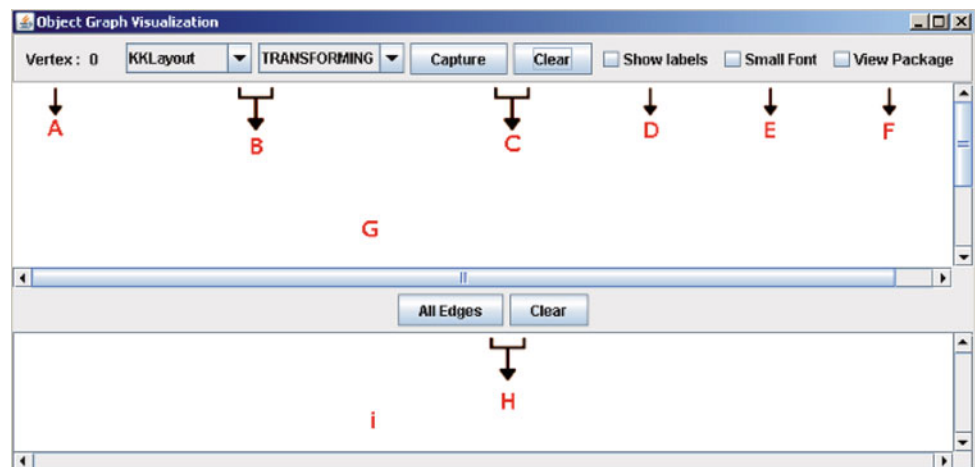 Object Graph Visualization
Vertex : 0 KKLayout TRANSFORMING Capture Clear Show labels Small Font View Package
A B C D E F
G
All Edges Clear
H
i